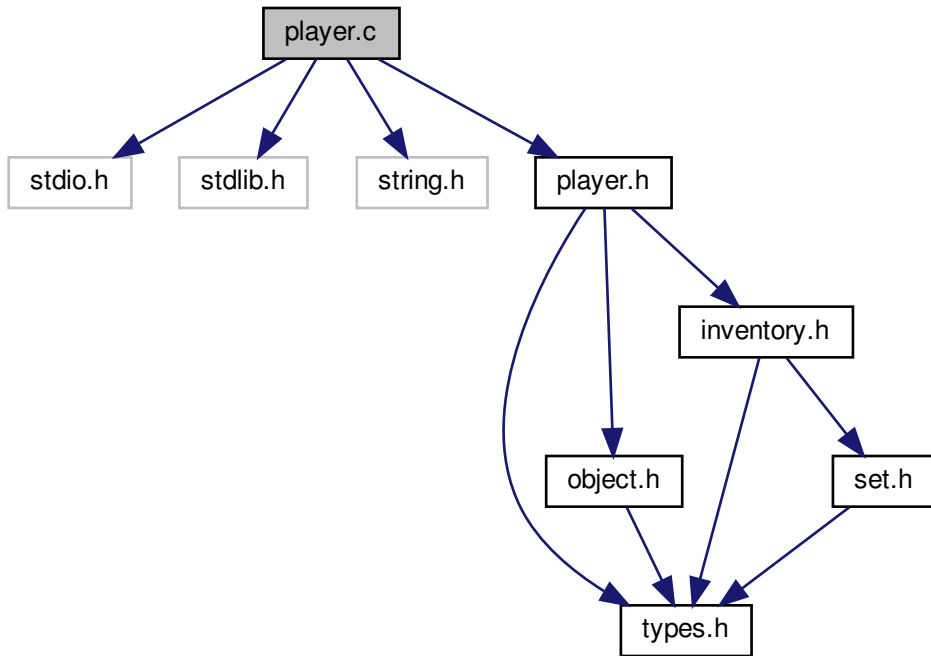 player.c
stdio.h
stdlib.h
string.h
player.h
inventory.h
object.h
set.h
types.h